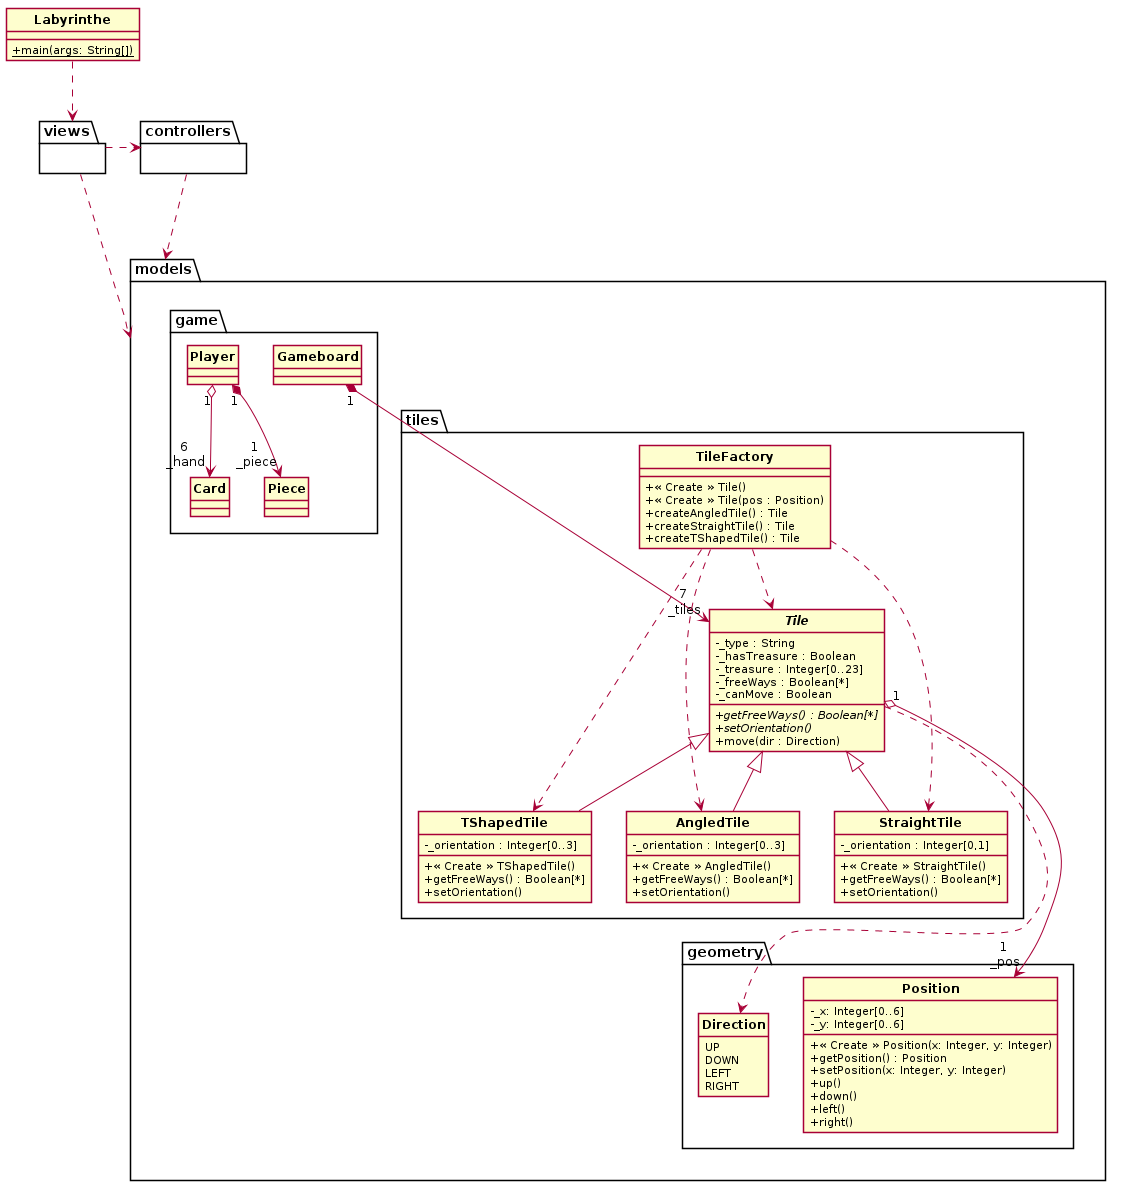 Labyrinthe
+main(args: String[])
views
controllers
models
game
Player
Gameboard
1
1
1
6
_hand
1
_piece
Card
Piece
tiles
TileFactory
+« Create » Tile()
+« Create » Tile(pos : Position)
+createAngledTile() : Tile
+createStraightTile() : Tile
+createTShapedTile() : Tile
7
_tiles
Tile
-_type : String
-_hasTreasure : Boolean
-_treasure : Integer[0..23]
-_freeWays : Boolean[*]
-_canMove : Boolean
+getFreeWays() : Boolean[*]
+setOrientation()
+move(dir : Direction)
1
TShapedTile
-_orientation : Integer[0..3]
+« Create » TShapedTile()
+getFreeWays() : Boolean[*]
+setOrientation()
AngledTile
-_orientation : Integer[0..3]
+« Create » AngledTile()
+getFreeWays() : Boolean[*]
+setOrientation()
StraightTile
-_orientation : Integer[0,1]
+« Create » StraightTile()
+getFreeWays() : Boolean[*]
+setOrientation()
geometry
1
_pos
Direction
UP
DOWN
LEFT
RIGHT
Position
-_x: Integer[0..6]
-_y: Integer[0..6]
+« Create » Position(x: Integer, y: Integer)
+getPosition() : Position
+setPosition(x: Integer, y: Integer)
+up()
+down()
+left()
+right()